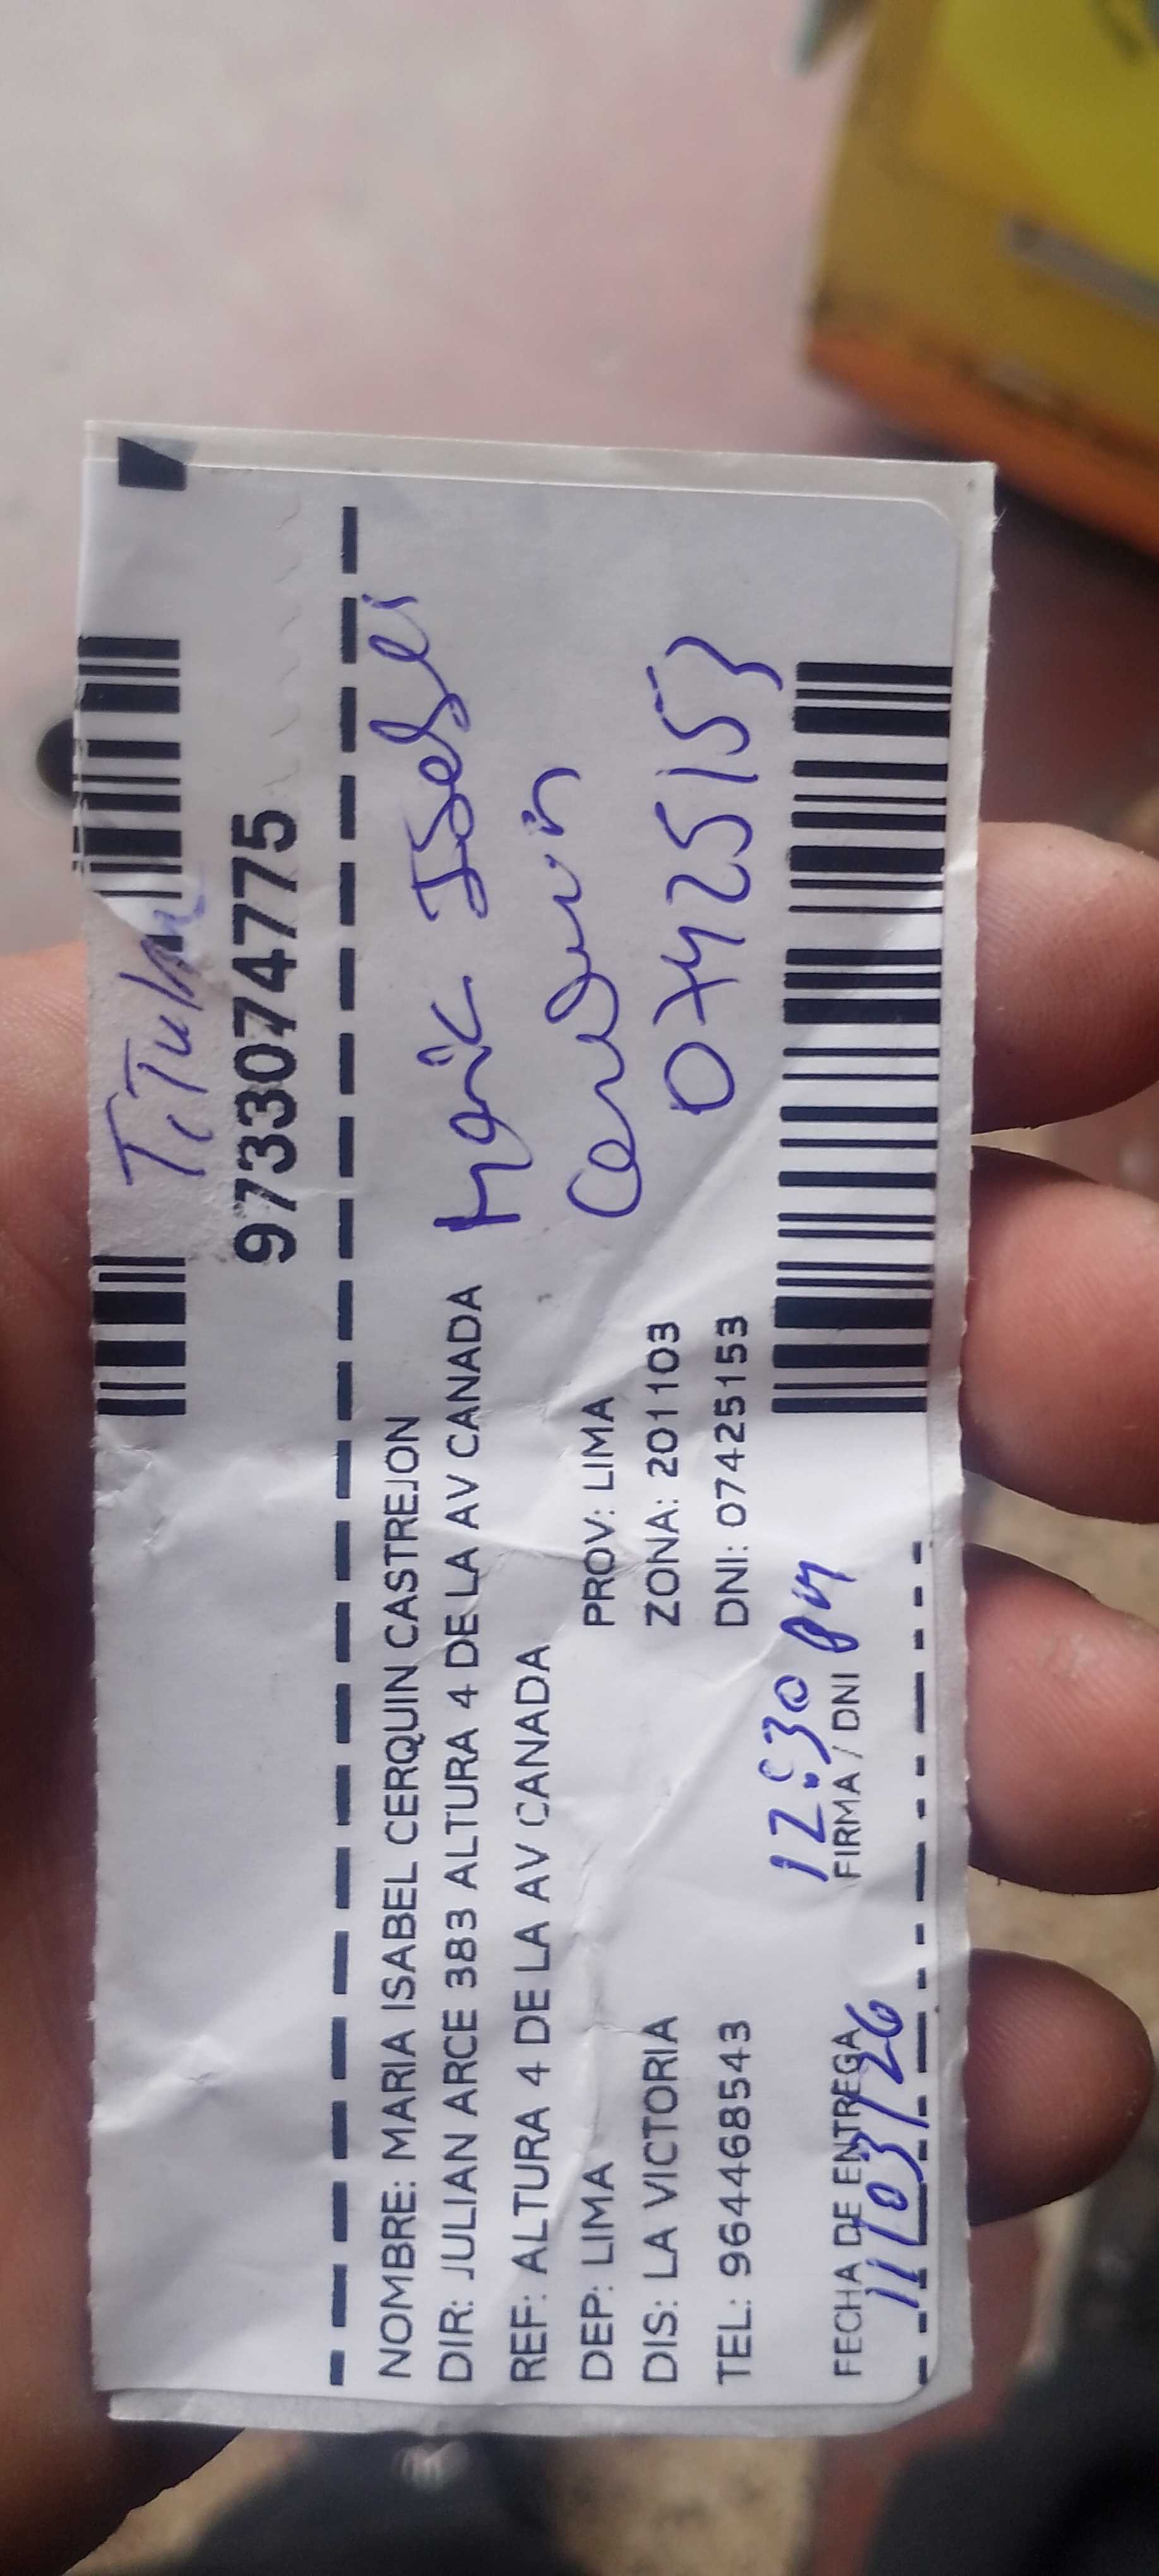 Titular
97330747​75
NOMBRE: MARIA ISABEL CERQUIN CASTREJON
DIR: JULIAN ARCE 383 ALTURA 4 DE LA AV CANADA
REF: ALTURA 4 DE LA AV CANADA
DEP: LIMA PROV: LIMA
DIS: LA VICTORIA ZONA: 201103
TEL: 964468543 DNI: 07425153
Isabel
Cerquin
07425153
12:30 pm
FECHA DE ENTREGA FIRMA / DNI
11/03/26